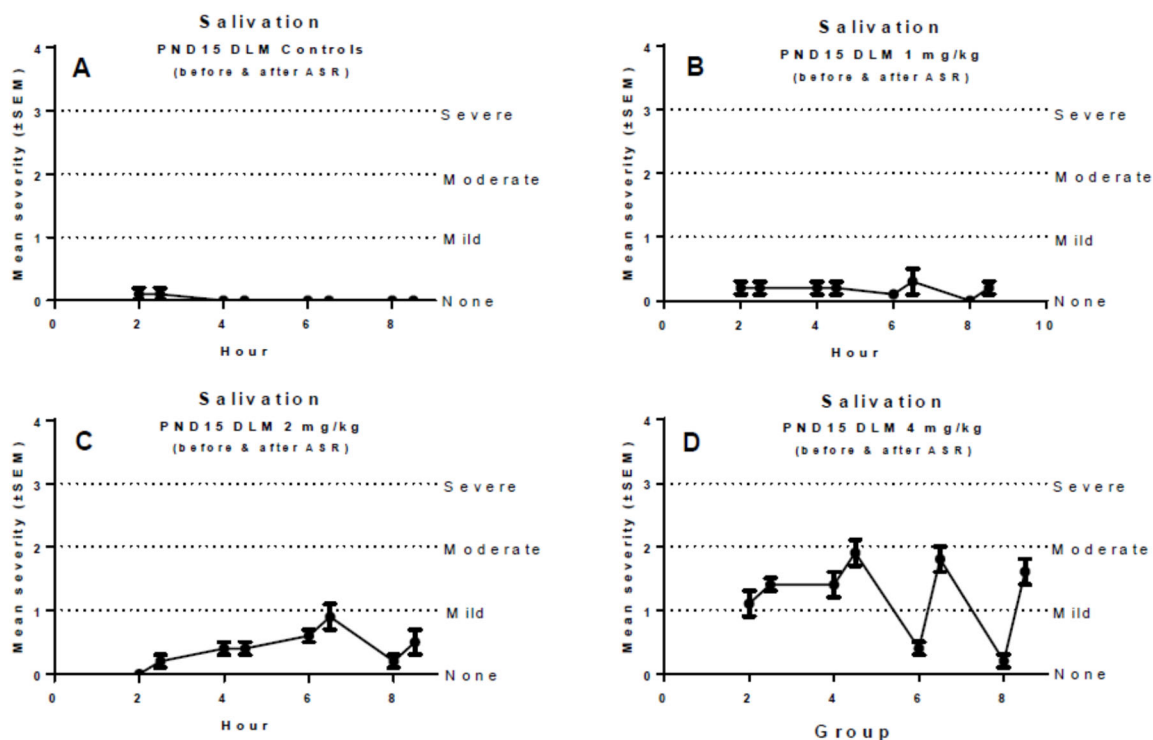 Salivation
PND15 DLM Controls
(before & after ASR)
A
Mean severity (±SEM)
4
3
2
1
0
Severe
Moderate
Mild
None
0 2 4 6 8
Hour
Salivation
PND15 DLM 1 mg/kg
(before & after ASR)
B
Mean severity (±SEM)
4
3
2
1
0
Severe
Moderate
Mild
None
0 2 4 6 8 10
Hour
Salivation
PND15 DLM 2 mg/kg
(before & after ASR)
C
Mean severity (±SEM)
4
3
2
1
0
Severe
Moderate
Mild
None
0 2 4 6 8
Hour
Salivation
PND15 DLM 4 mg/kg
(before & after ASR)
D
Mean severity (±SEM)
4
3
2
1
0
Severe
Moderate
Mild
None
0 2 4 6 8
Group